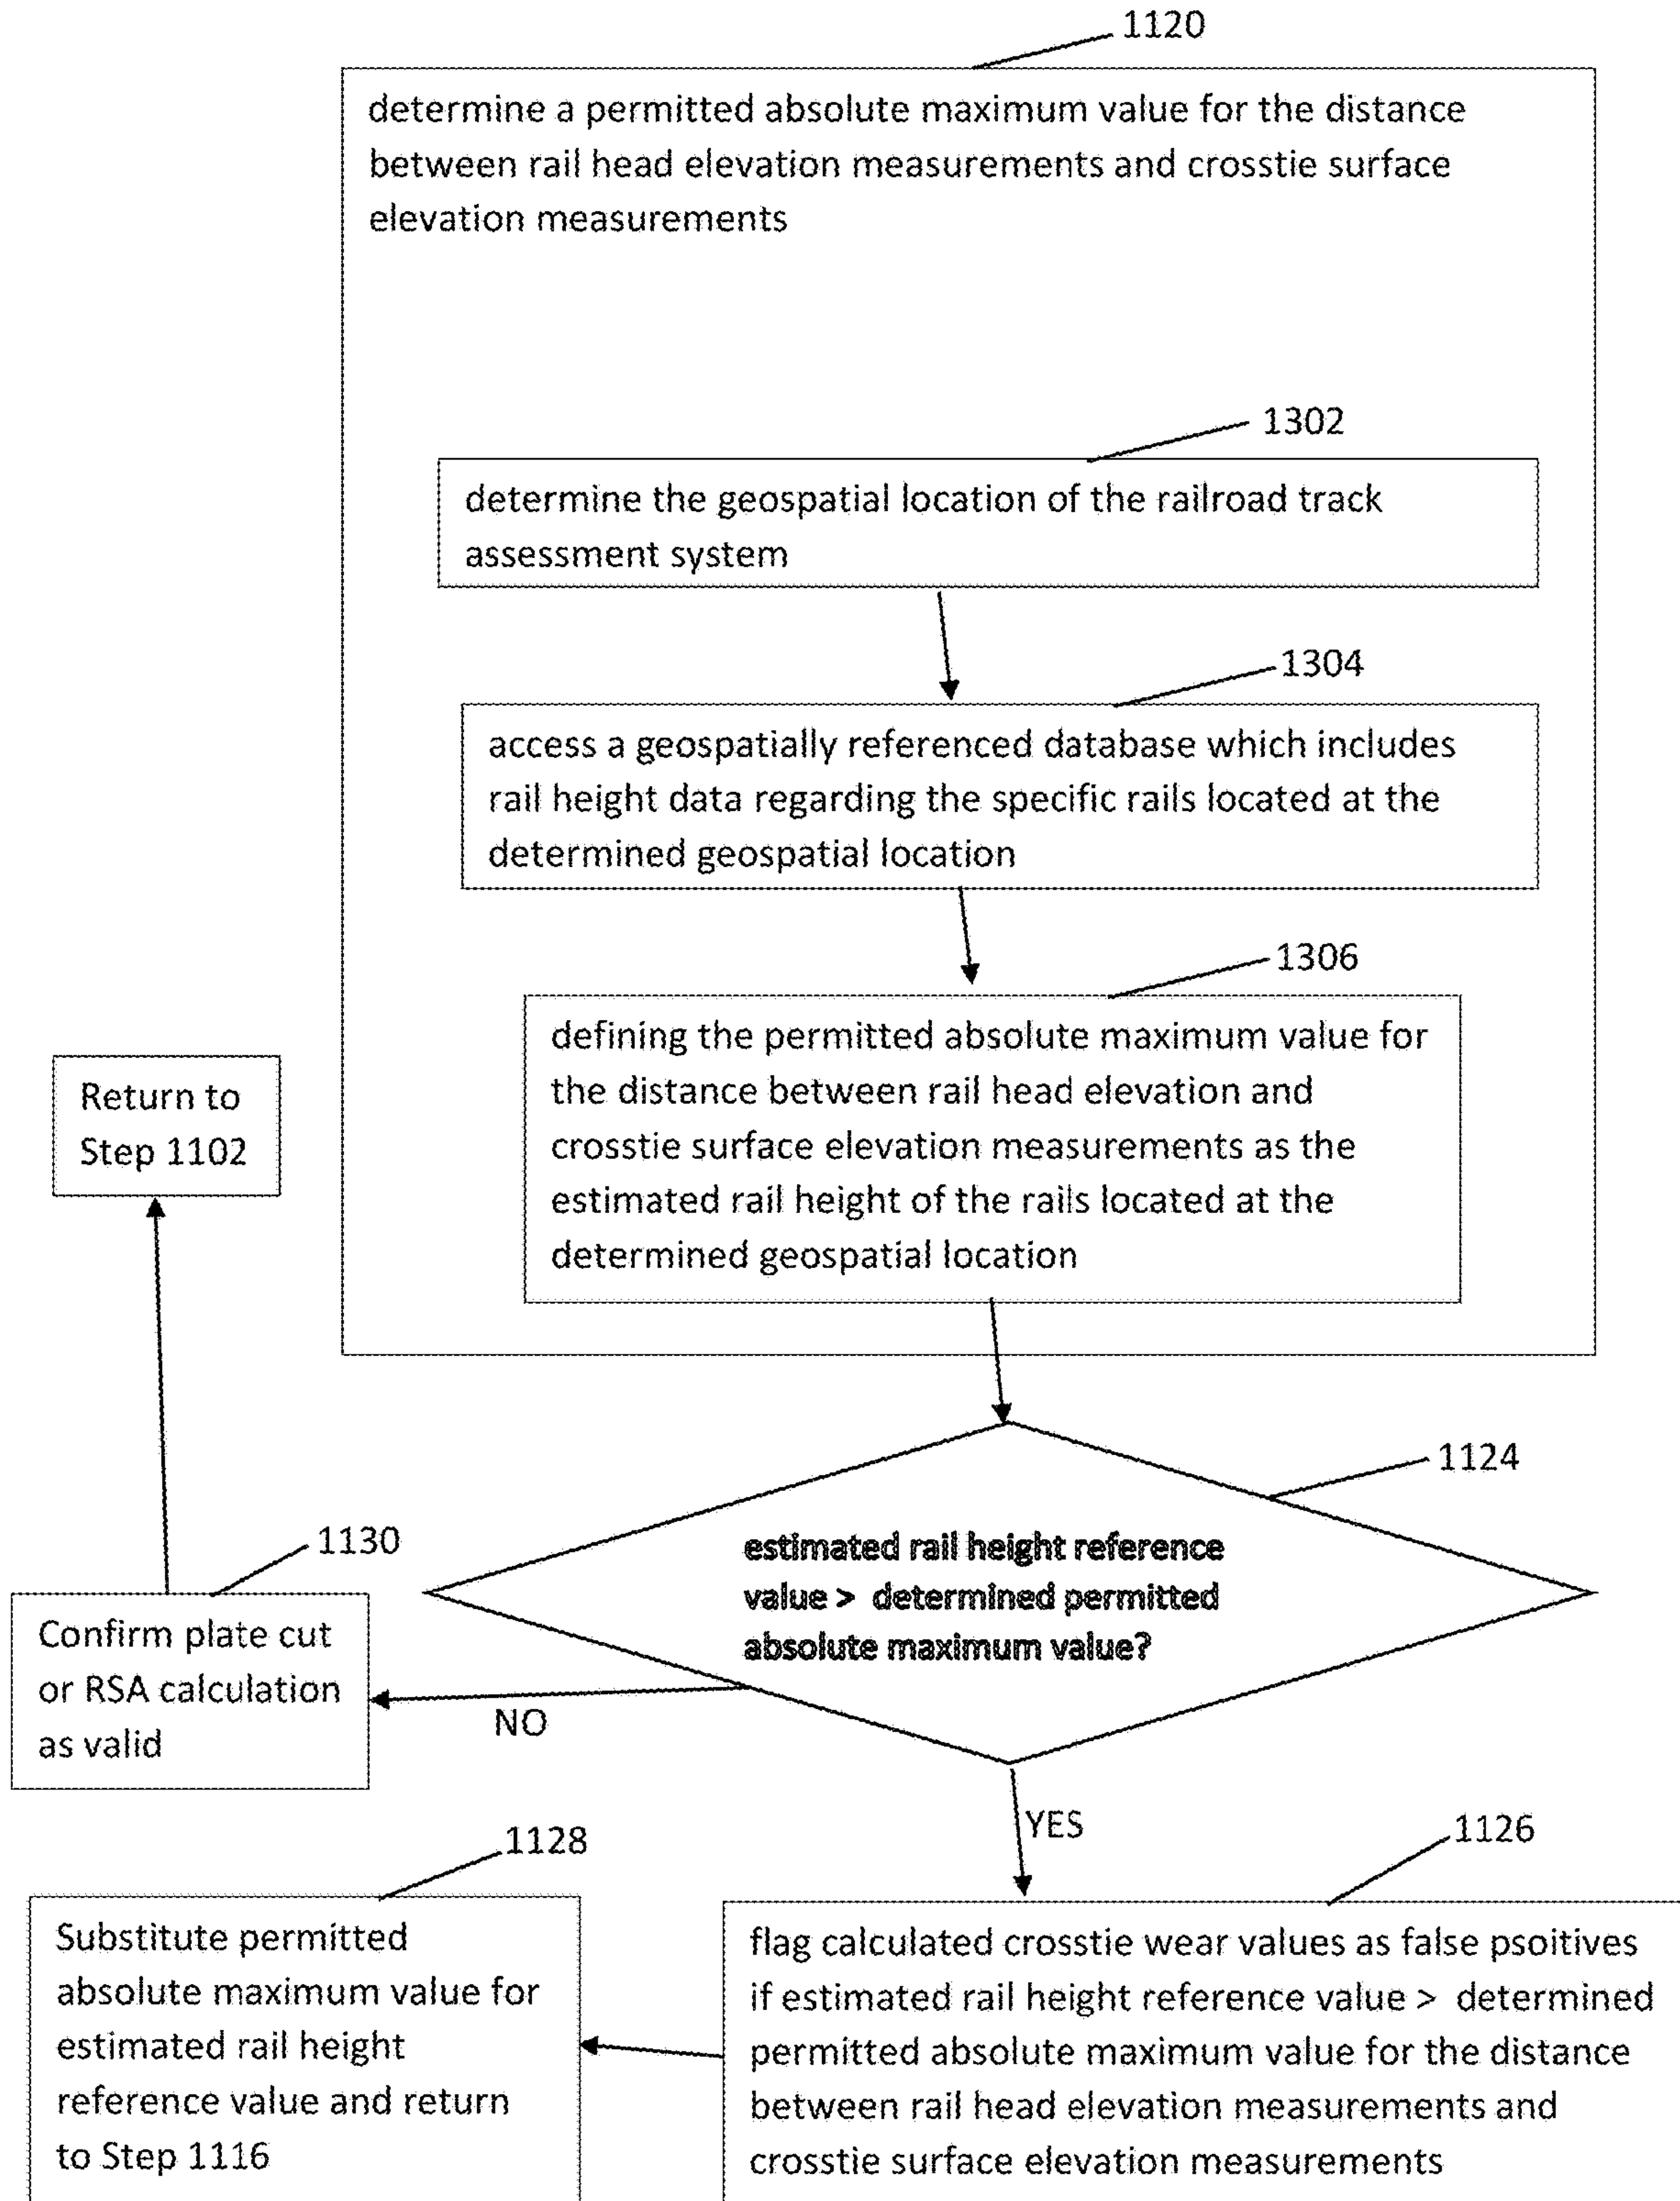 1120
determine a permitted absolute maximum value for the distance
between rail head elevation measurements and crosstie surface
elevation measurements
1302
determine the geospatial location of the railroad track
assessment system
1304
access a geospatially referenced database which includes
rail height data regarding the specific rails located at the
determined geospatial location
1306
defining the permitted absolute maximum value for
the distance between rail head elevation and
crosstie surface elevation measurements as the
estimated rail height of the rails located at the
determined geospatial location
Return to
Step 1102
1124
estimated rail height reference
value > determined permitted
absolute maximum value?
1130
Confirm plate cut
or RSA calculation
as valid
NO
YES
1128
Substitute permitted
absolute maximum value for
estimated rail height
reference value and return
to Step 1116
1126
flag calculated crosstie wear values as false psoitives
if estimated rail height reference value > determined
permitted absolute maximum value for the distance
between rail head elevation measurements and
crosstie surface elevation measurements